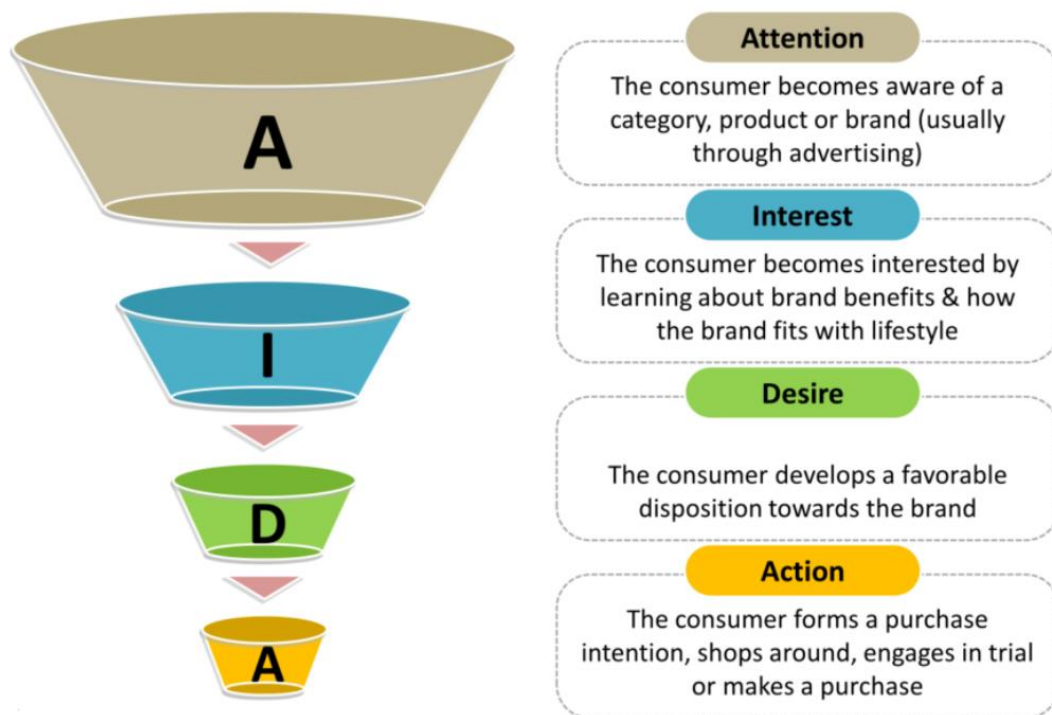 A
Attention
The consumer becomes aware of a
category, product or brand (usually
through advertising)
I
Interest
The consumer becomes interested by
learning about brand benefits & how
the brand fits with lifestyle
D
Desire
The consumer develops a favorable
disposition towards the brand
A
Action
The consumer forms a purchase
intention, shops around, engages in trial
or makes a purchase